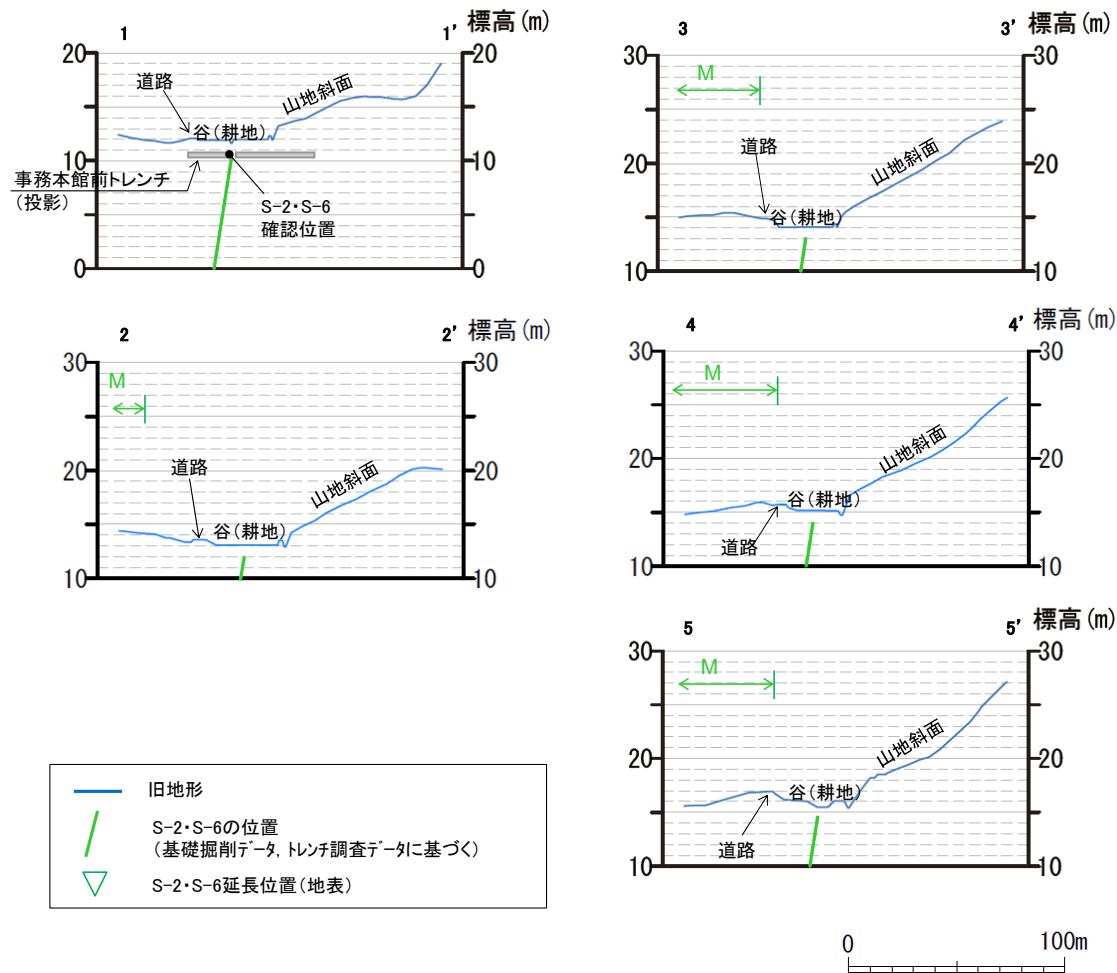 1
1' 標高(m)
20
20
道路
山地斜面
谷(耕地)
10
10
事務本館前トレンチ
(投影)
S-2・S-6
確認位置
0
0
3
3' 標高(m)
30
30
M
20
20
道路
山地斜面
谷(耕地)
10
10
2
2' 標高(m)
30
30
M
20
20
道路
山地斜面
谷(耕地)
10
10
4
4' 標高(m)
30
30
M
20
20
山地斜面
谷(耕地)
道路
10
10
5
5' 標高(m)
30
30
M
20
20
山地斜面
谷(耕地)
道路
10
10
旧地形
S-2・S-6の位置
(基礎掘削データ, トレンチ調査データに基づく)
S-2・S-6延長位置(地表)
0
100m